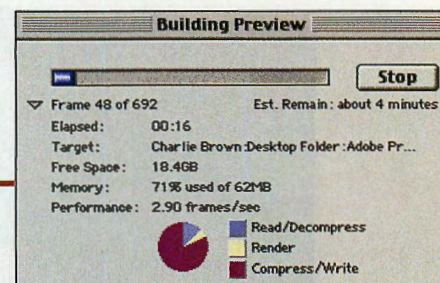 Building Preview
Stop
Frame 48 of 692 Est. Remain: about 4 minutes
Elapsed: 00:16
Target: Charlie Brown:Desktop Folder:Adobe Pr...
Free Space: 18.4GB
Memory: 71% used of 62MB
Performance: 2.90 frames/sec
Read/Decompress
Render
Compress/Write